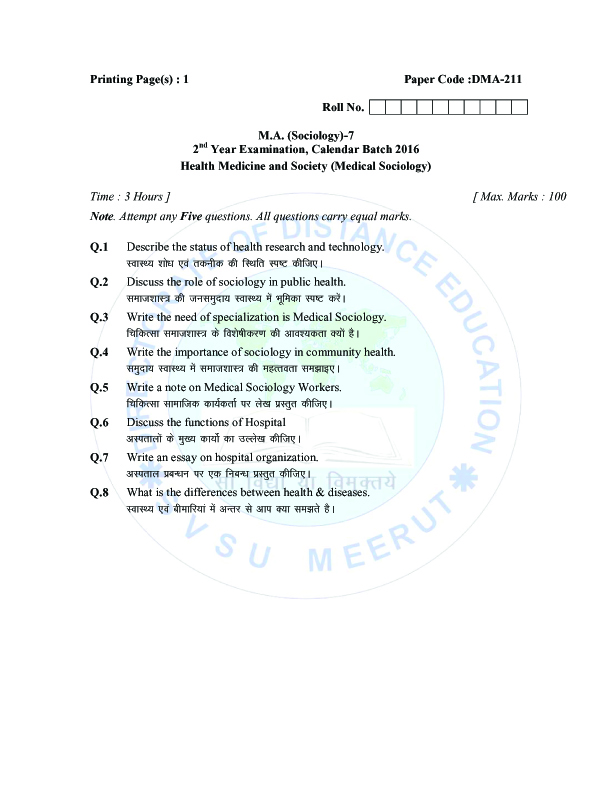 Printing Page(s) : 1 Paper Code :DMA-211
Roll No.
M.A. (Sociology)-7
2nd Year Examination, Calendar Batch 2016
Health Medicine and Society (Medical Sociology)
Time : 3 Hours ] [ Max. Marks : 100
Note. Attempt any Five questions. All questions carry equal marks.
Q.1 Describe the status of health research and technology.
स्वास्थ्य शोध एवं तकनीक की स्थिति स्पष्ट कीजिए।
Q.2 Discuss the role of sociology in public health.
समाजशास्त्र की जनसमुदाय स्वास्थ्य में भूमिका स्पष्ट करें।
Q.3 Write the need of specialization is Medical Sociology.
चिकित्सा समाजशास्त्र के विशेषीकरण की आवश्यकता क्यों है।
Q.4 Write the importance of sociology in community health.
समुदाय स्वास्थ्य में समाजशास्त्र की महत्तवता समझाइए।
Q.5 Write a note on Medical Sociology Workers.
चिकित्सा सामाजिक कार्यकर्ता पर लेख प्रस्तुत कीजिए।
Q.6 Discuss the functions of Hospital
अस्पतालों के मुख्य कार्यो का उल्लेख कीजिए।
Q.7 Write an essay on hospital organization.
अस्पताल प्रबन्धन पर एक निबन्ध प्रस्तुत कीजिए।
Q.8 What is the differences between health & diseases.
स्वास्थ्य एवं बीमारियां में अन्तर से आप क्या समझते है।
DIRECTORATE OF DISTANCE EDUCATION
सा विद्या या विमुक्तये
SVSU MEERUT